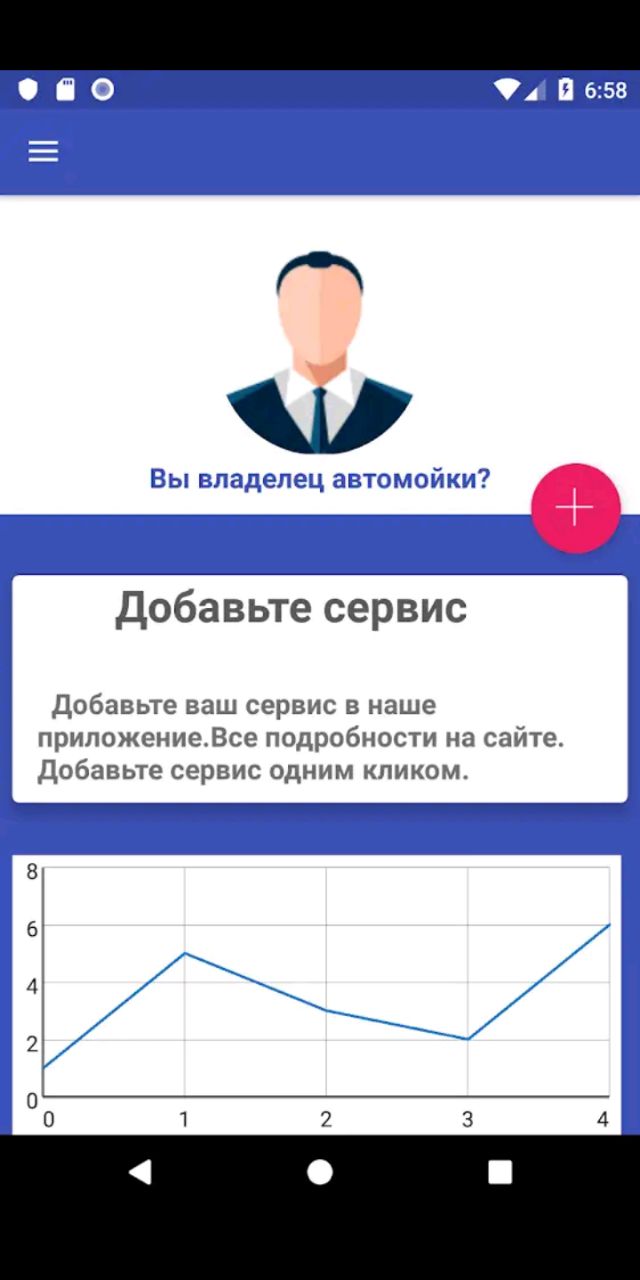 6:58
Вы владелец автомойки?
Добавьте сервис
Добавьте ваш сервис в наше
приложение.Все подробности на сайте.
Добавьте сервис одним кликом.
8
6
4
2
0
0 1 2 3 4